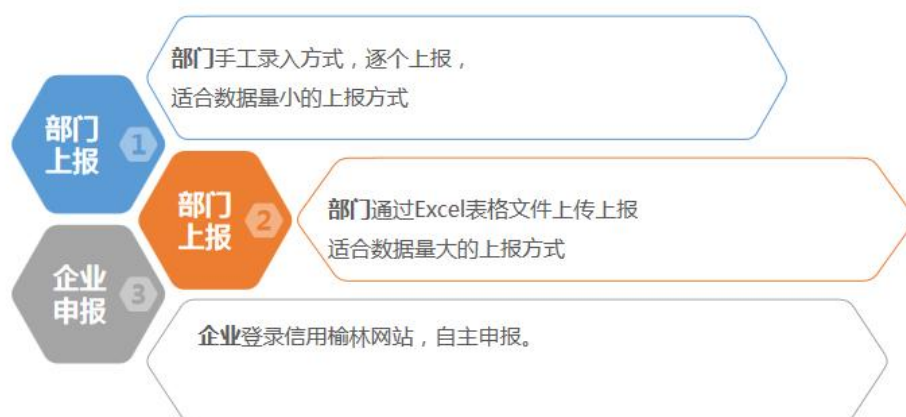 部门手工录入方式，逐个上报，
适合数据量小的上报方式
部门
上报
1
部门
上报
2
部门通过Excel表格文件上传上报
适合数据量大的上报方式
企业
申报
3
企业登录信用榆林网站，自主申报。